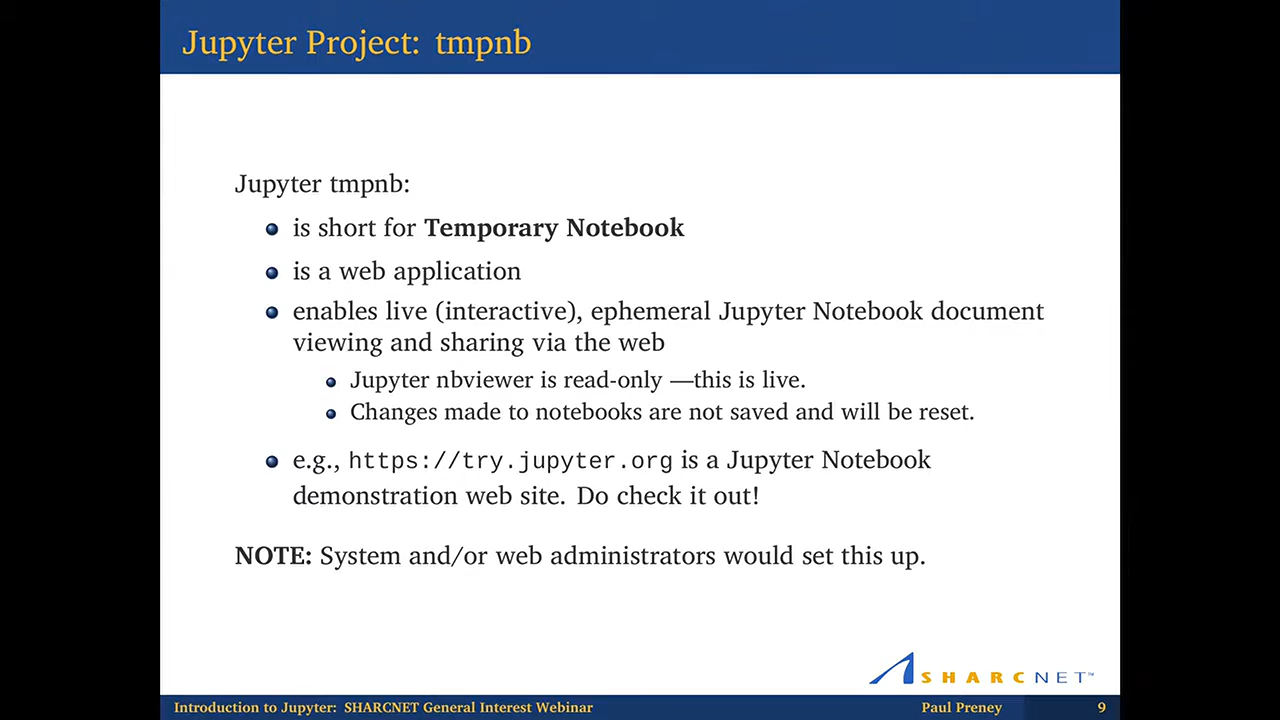 Jupyter Project: tmpnb
Jupyter tmpnb:
is short for Temporary Notebook
is a web application
enables live (interactive), ephemeral Jupyter Notebook document
viewing and sharing via the web
Jupyter nbviewer is read-only —this is live.
Changes made to notebooks are not saved and will be reset.
e.g., https://try.jupyter.org is a Jupyter Notebook
demonstration web site. Do check it out!
NOTE: System and/or web administrators would set this up.
SHARCNET™
Introduction to Jupyter: SHARCNET General Interest Webinar Paul Preney 9